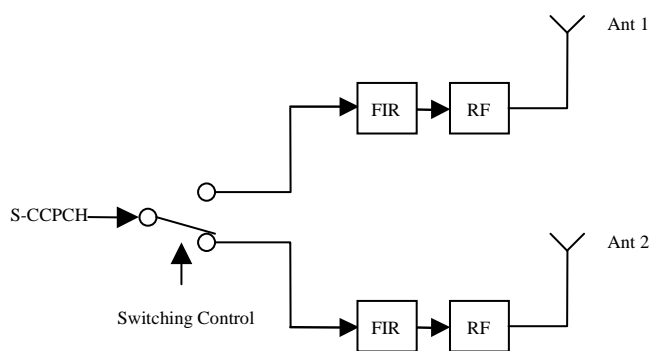 Ant 1
FIR
RF
S-CCPCH
Ant 2
Switching Control
FIR
RF